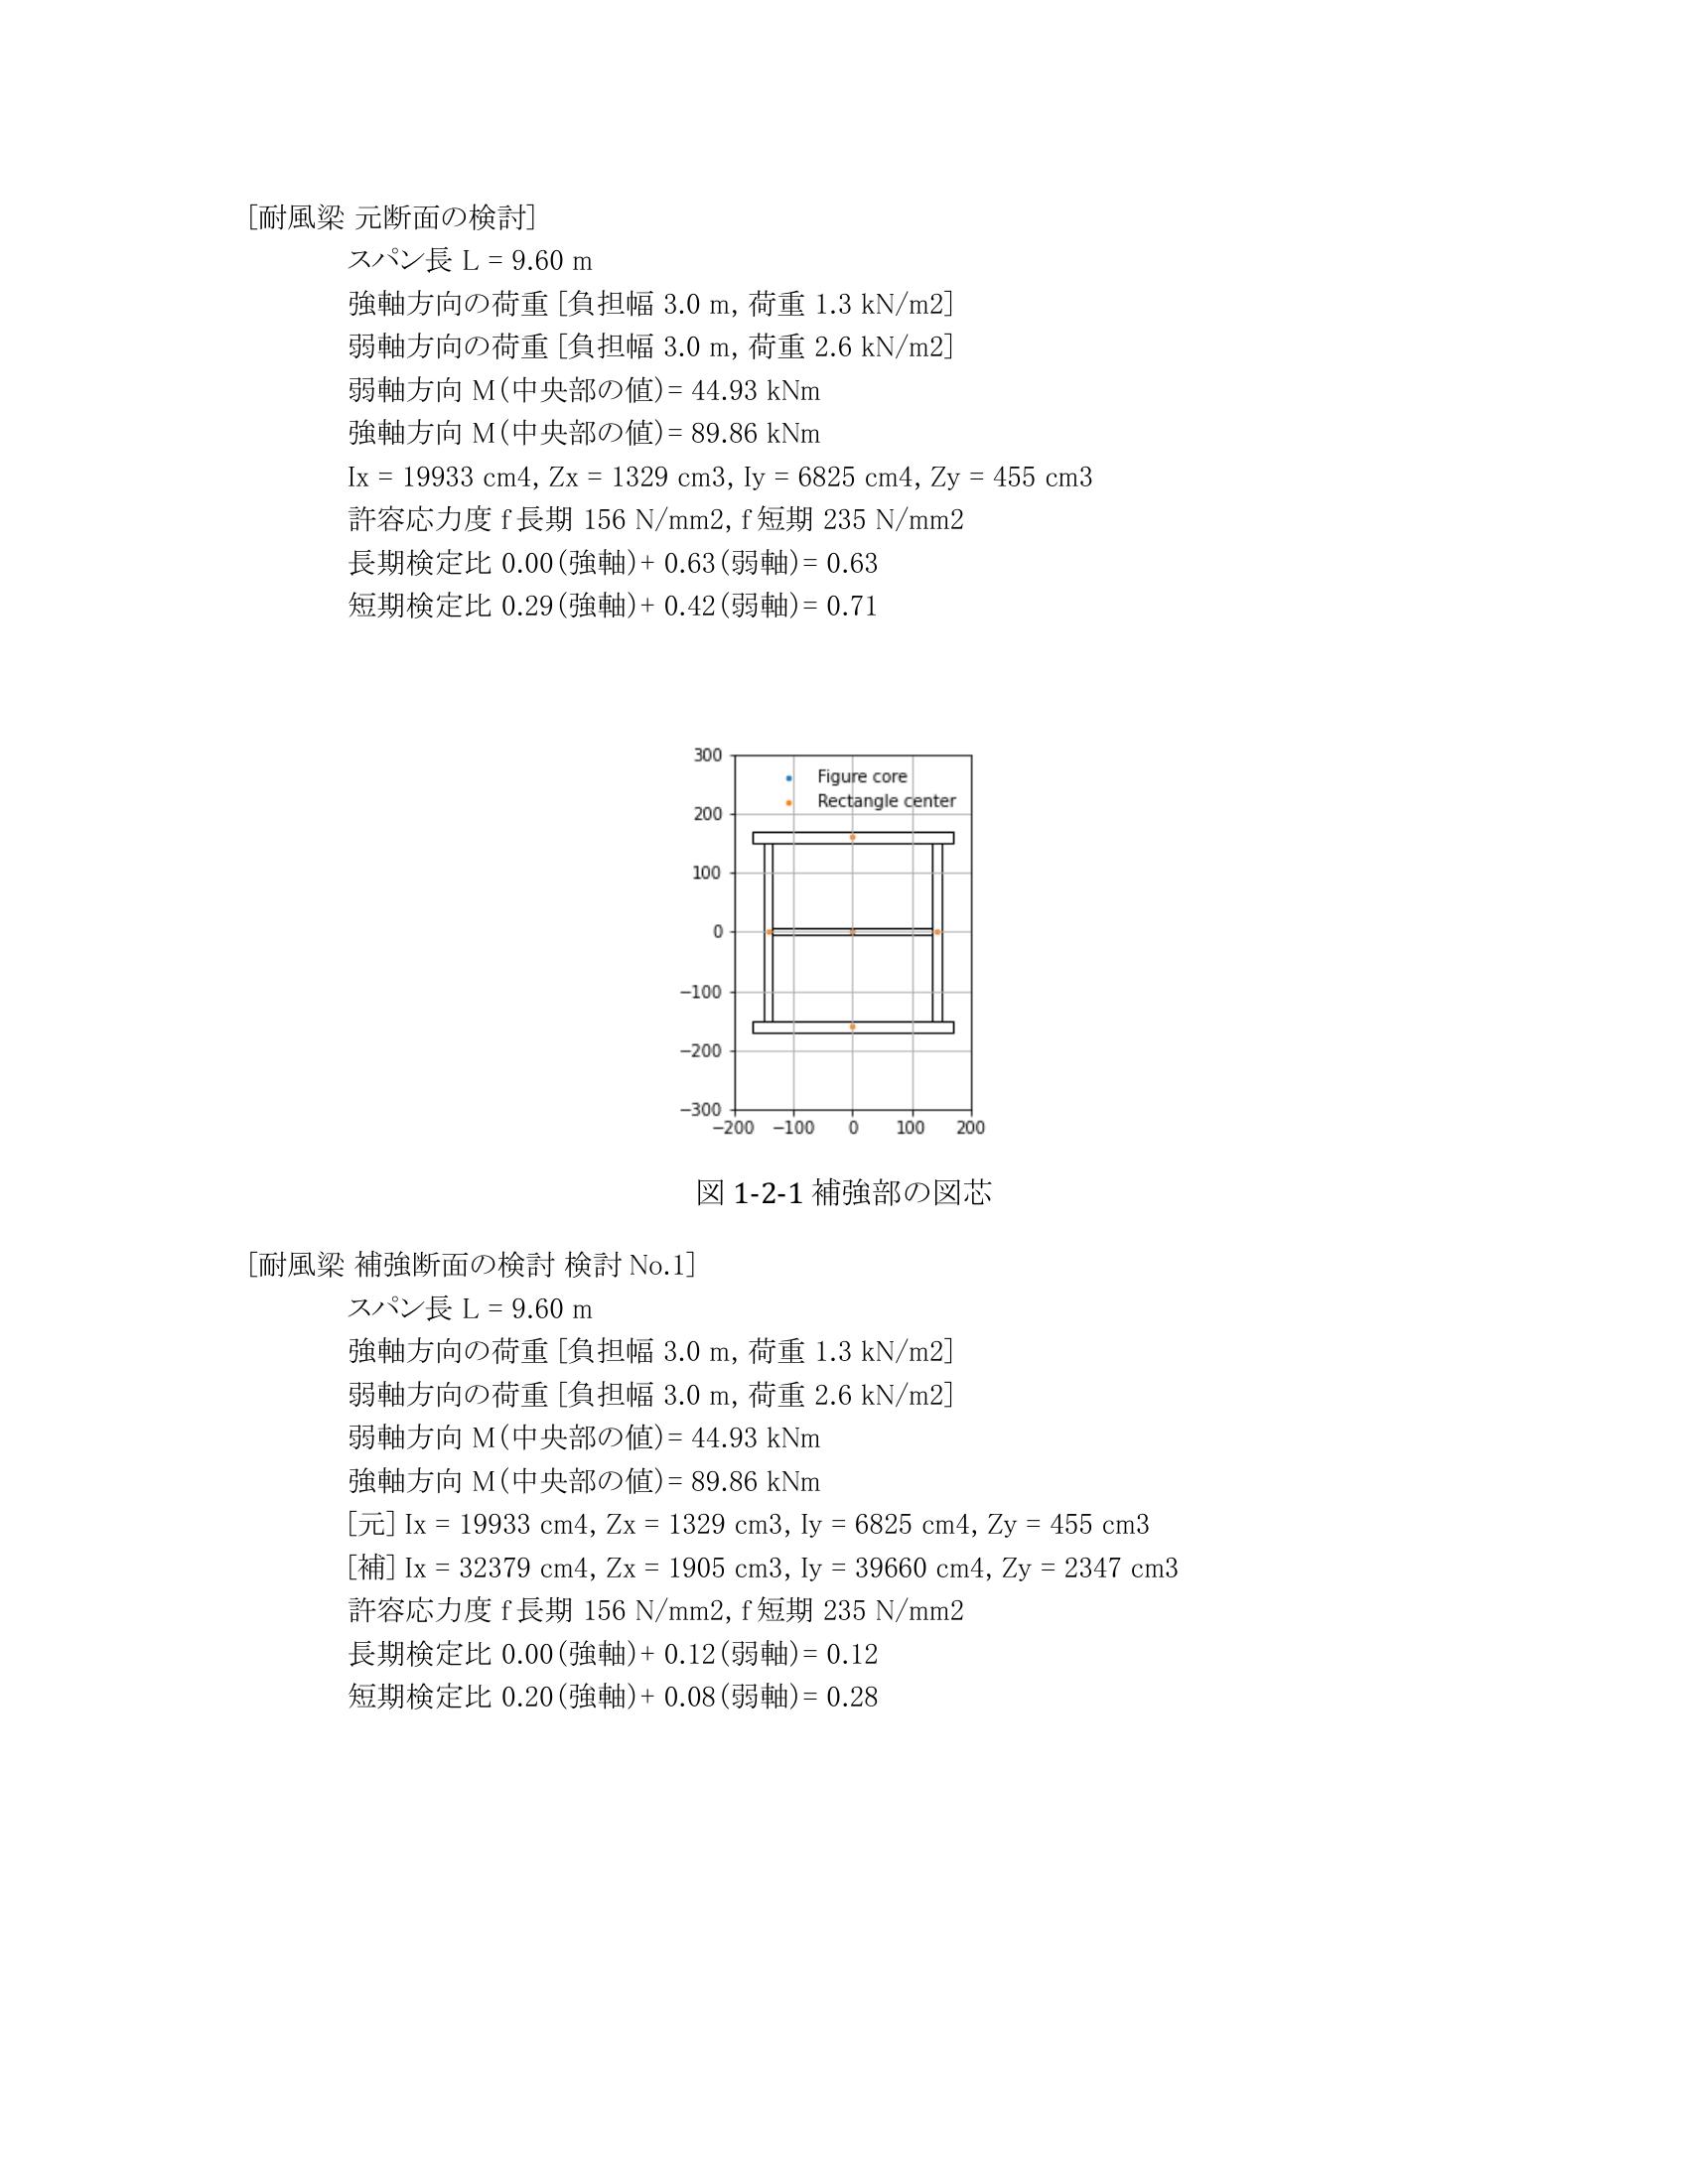 [耐風梁 元断面の検討]
スパン長 L = 9.60 m
強軸方向の荷重 [負担幅 3.0 m, 荷重 1.3 kN/m2]
弱軸方向の荷重 [負担幅 3.0 m, 荷重 2.6 kN/m2]
弱軸方向 M(中央部の値)= 44.93 kNm
強軸方向 M(中央部の値)= 89.86 kNm
Ix = 19933 cm4, Zx = 1329 cm3, Iy = 6825 cm4, Zy = 455 cm3
許容応力度 f 長期 156 N/mm2, f 短期 235 N/mm2
長期検定比 0.00(強軸)+ 0.63(弱軸)= 0.63
短期検定比 0.29(強軸)+ 0.42(弱軸)= 0.71
300
Figure core
Rectangle center
200
100
0
−100
−200
−300
−200 −100 0 100 200
図 1-2-1 補強部の図芯
[耐風梁 補強断面の検討 検討 No.1]
スパン長 L = 9.60 m
強軸方向の荷重 [負担幅 3.0 m, 荷重 1.3 kN/m2]
弱軸方向の荷重 [負担幅 3.0 m, 荷重 2.6 kN/m2]
弱軸方向 M(中央部の値)= 44.93 kNm
強軸方向 M(中央部の値)= 89.86 kNm
[元] Ix = 19933 cm4, Zx = 1329 cm3, Iy = 6825 cm4, Zy = 455 cm3
[補] Ix = 32379 cm4, Zx = 1905 cm3, Iy = 39660 cm4, Zy = 2347 cm3
許容応力度 f 長期 156 N/mm2, f 短期 235 N/mm2
長期検定比 0.00(強軸)+ 0.12(弱軸)= 0.12
短期検定比 0.20(強軸)+ 0.08(弱軸)= 0.28